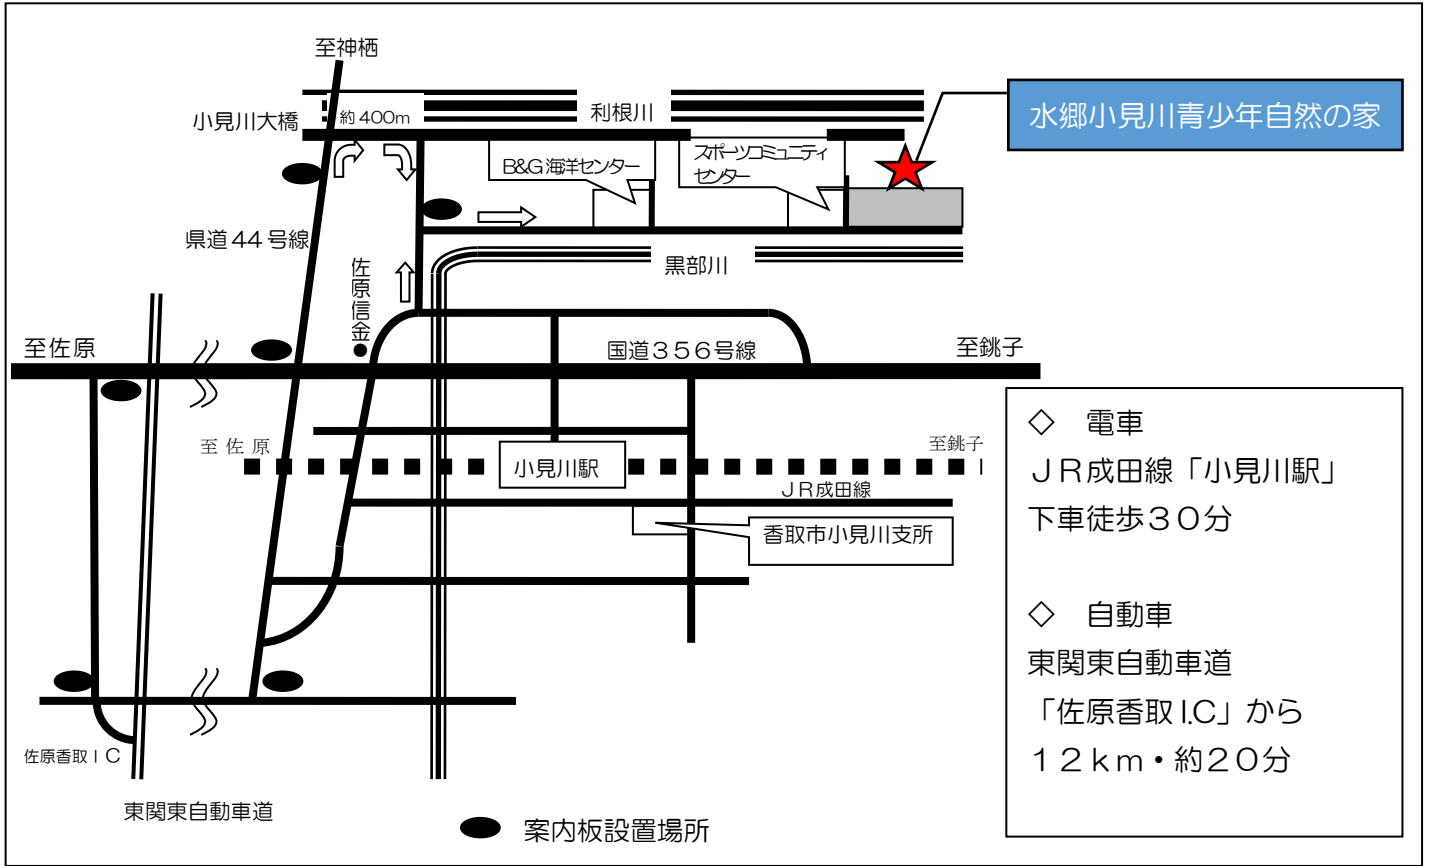 至神栖
小見川大橋
約400m
利根川
水郷小見川青少年自然の家
B&G海洋センター
スポーツコミュニティ
センター
県道44号線
佐原信金
黒部川
至佐原
国道356号線
至銚子
至佐原
小見川駅
至銚子
JR成田線
香取市小見川支所
佐原香取IC
東関東自動車道
案内板設置場所
◇ 電車
JR成田線「小見川駅」
下車徒歩30分
◇ 自動車
東関東自動車道
「佐原香取I.C」から
12km・約20分